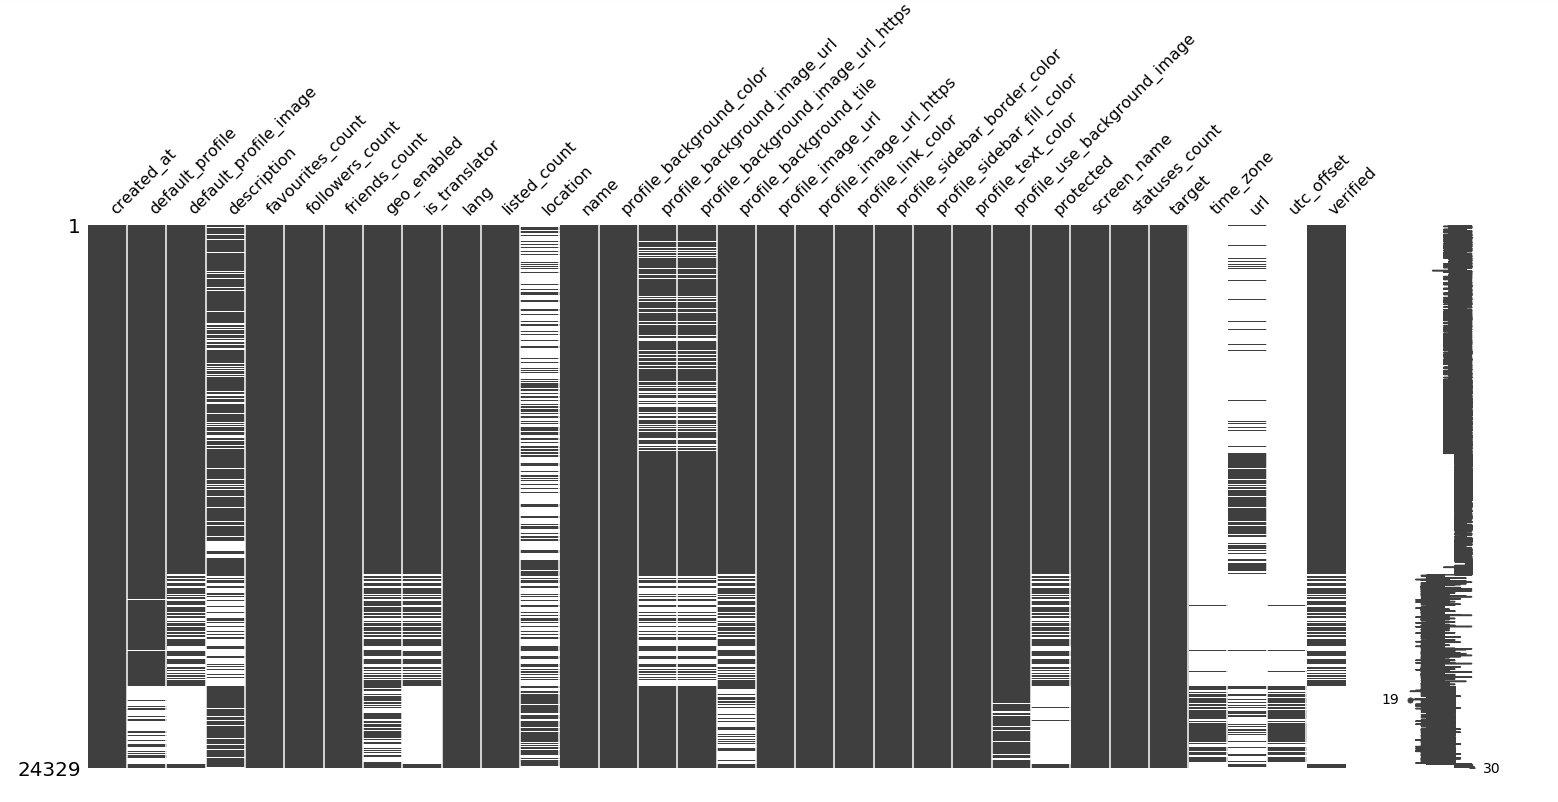 created_at
default_profile
default_profile_image
description
favourites_count
followers_count
friends_count
geo_enabled
is_translator
lang
listed_count
location
name
profile_background_color
profile_background_image_url
profile_background_image_url_https
profile_background_tile
profile_image_url
profile_image_url_https
profile_link_color
profile_sidebar_border_color
profile_sidebar_fill_color
profile_text_color
profile_use_background_image
protected
screen_name
statuses_count
target
time_zone
url
utc_offset
verified
1
19
24329
30